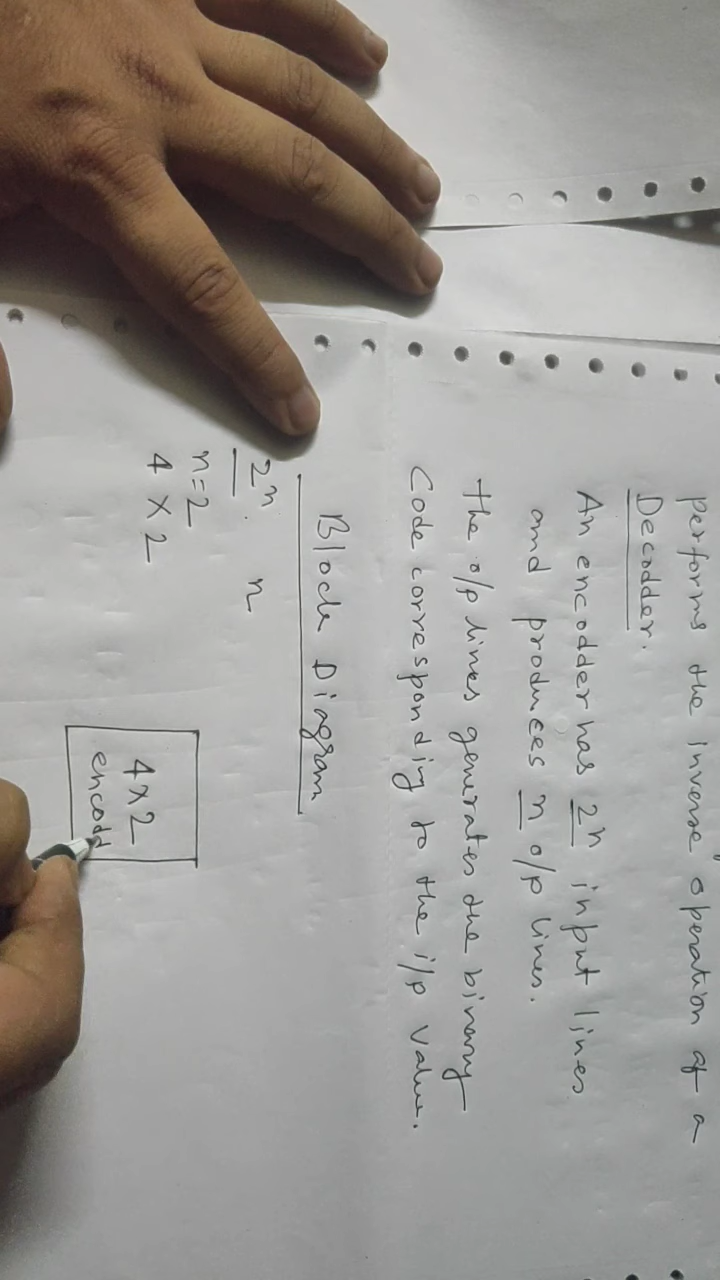 performs the inverse operation of a
Decodder.
An encodder has 2ⁿ input lines
and produces n o/p lines.
the o/p lines generates the binary
Code corresponding to the i/p value.
Block Diagram
2ⁿ n
n=2
4 X 2
4x2
encodd